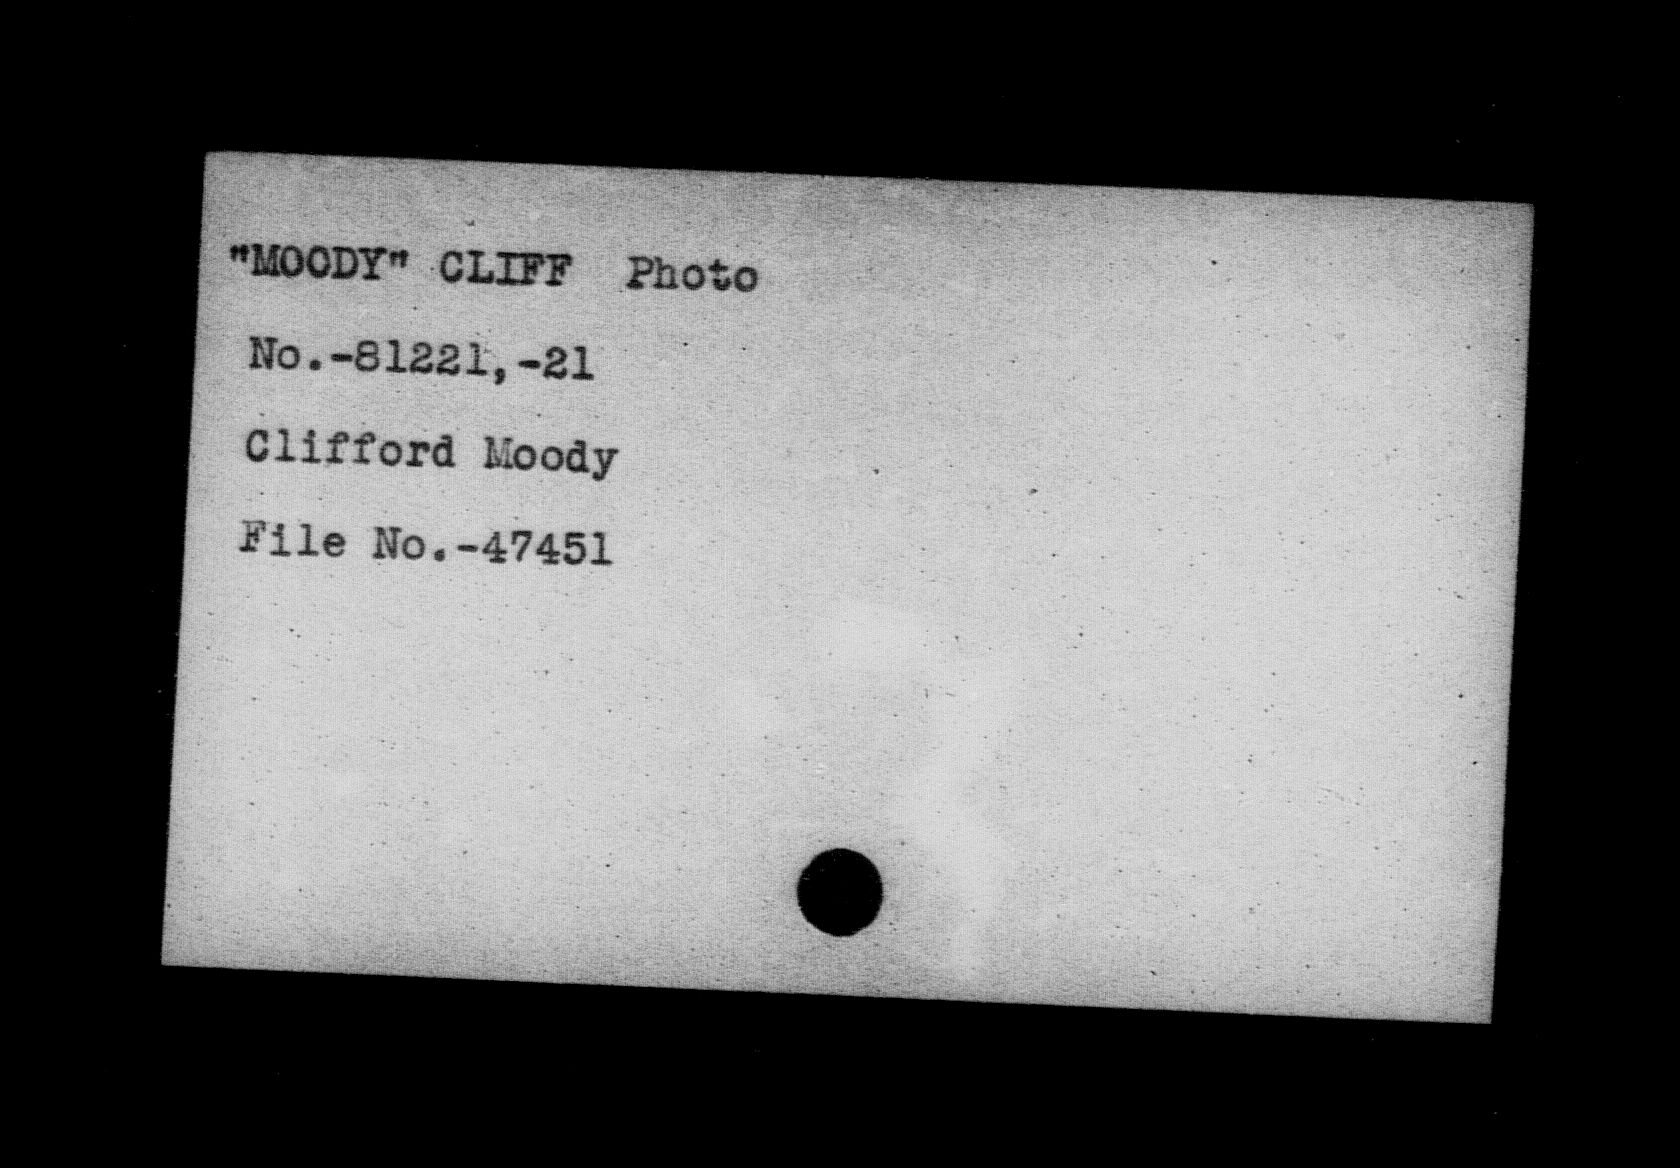 "MOODY" CLIFF Photo
No.-81221,-21
Clifford Moody
File No.-47451